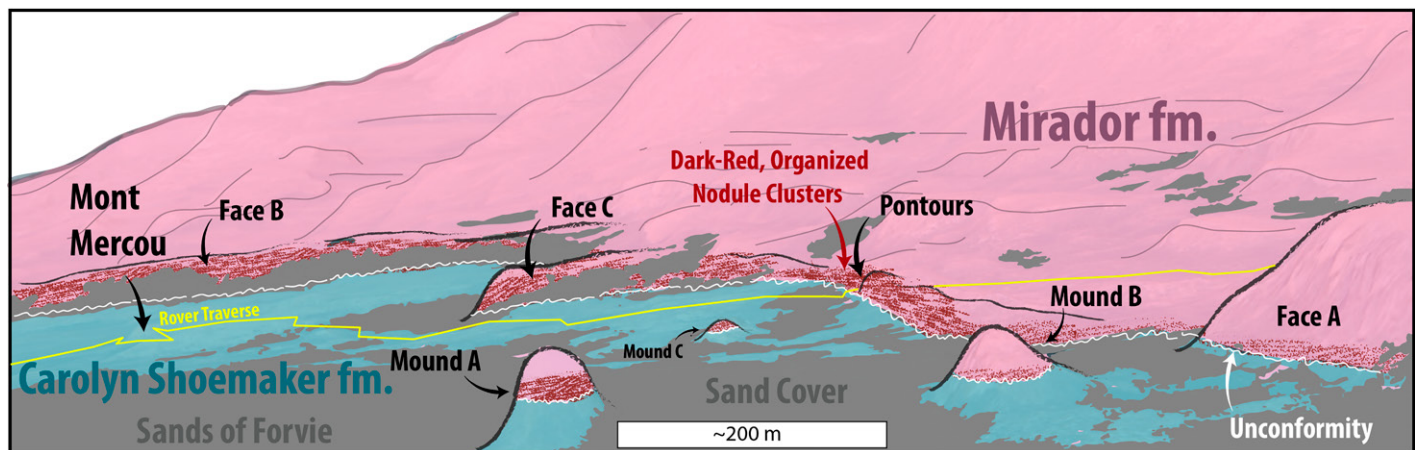 Mirador fm.
Dark-Red, Organized
Nodule Clusters
Mont
Mercou
Face B
Face C
Pontours
Rover Traverse
Mound B
Face A
Mound A
Mound C
Carolyn Shoemaker fm.
Sand Cover
Sands of Forvie
~200 m
Unconformity